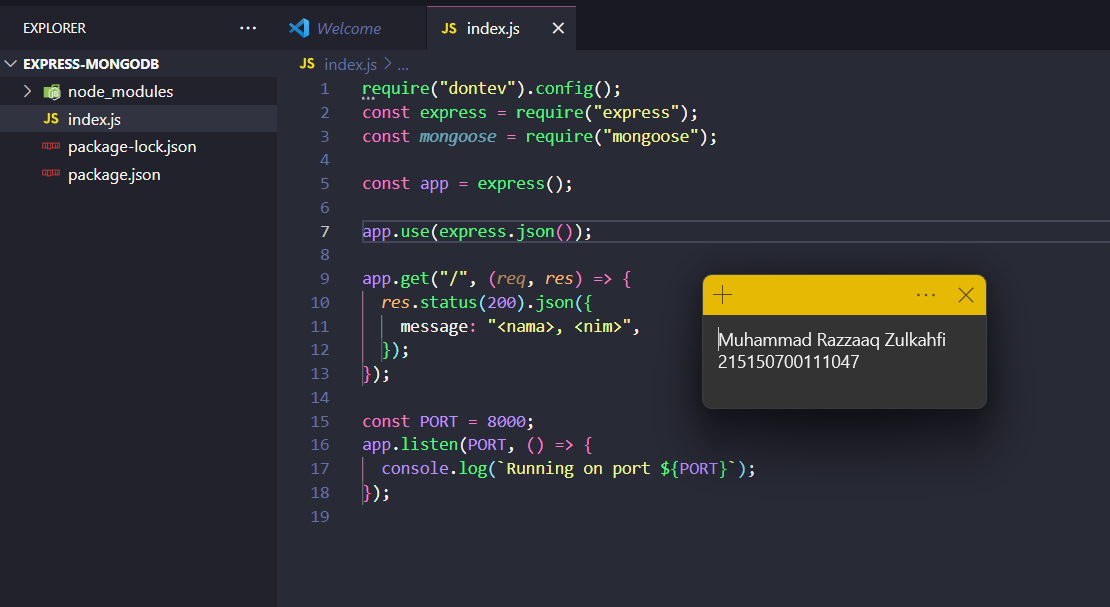 EXPLORER
Welcome
JS index.js
EXPRESS-MONGODB
node_modules
JS index.js
package-lock.json
package.json
JS index.js > ...
1 require("dontev").config();
2 const express = require("express");
3 const mongoose = require("mongoose");
4
5 const app = express();
6
7 app.use(express.json());
8
9 app.get("/", (req, res) => {
10 res.status(200).json({
11 message: "<nama>, <nim>",
12 });
13 });
14
15 const PORT = 8000;
16 app.listen(PORT, () => {
17 console.log(`Running on port ${PORT}`);
18 });
19
Muhammad Razzaaq Zulkahfi
215150700111047